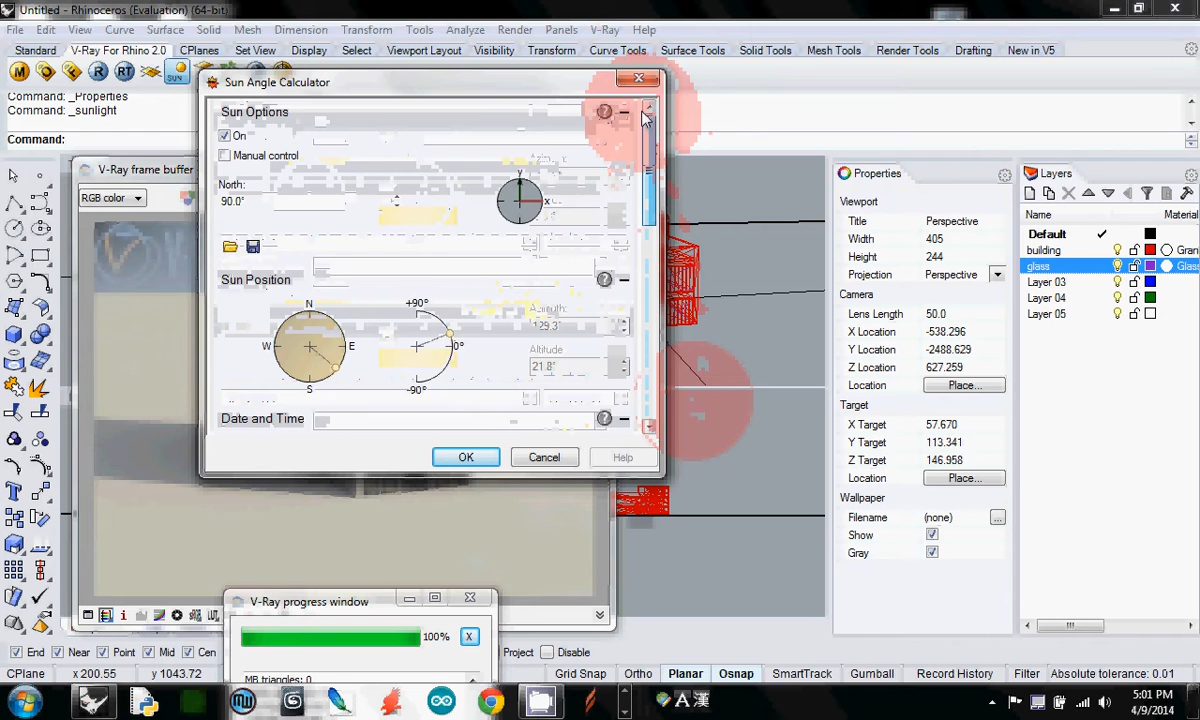 Untitled - Rhinoceros (Evaluation) (64-bit)
File Edit View Curve Surface Solid Mesh Dimension Transform Tools Analyze Render Panels V-Ray Help
Standard V-Ray For Rhino 2.0 CPlanes Set View Display Select Viewport Layout Visibility Transform Curve Tools Surface Tools Solid Tools Mesh Tools Render Tools Drafting New in V5
M R RT SUN
Command: _Properties
Command: _sunlight
Command:
V-Ray frame buffer
RGB color
Sun Angle Calculator
Sun Options
On
Manual control
North:
90.0°
y
x
Sun Position
N
W E
S
+90°
0°
-90°
Azimuth:
129.3°
Altitude
21.8°
Date and Time
OK Cancel Help
V-Ray progress window
100% X
MB triangles: 0
Properties
Viewport
Title Perspective
Width 405
Height 244
Projection Perspective
Camera
Lens Length 50.0
X Location -538.296
Y Location -2488.629
Z Location 627.259
Location Place...
Target
X Target 57.670
Y Target 113.341
Z Target 146.958
Location Place...
Wallpaper
Filename (none) ...
Show
Gray
Layers
Name Material
Default
building Gran
glass Glass
Layer 03
Layer 04
Layer 05
End Near Point Mid Cen Project Disable
CPlane x 200.55 y 1043.72 Grid Snap Ortho Planar Osnap SmartTrack Gumball Record History Filter Absolute tolerance: 0.01
A 漢
5:01 PM
4/9/2014